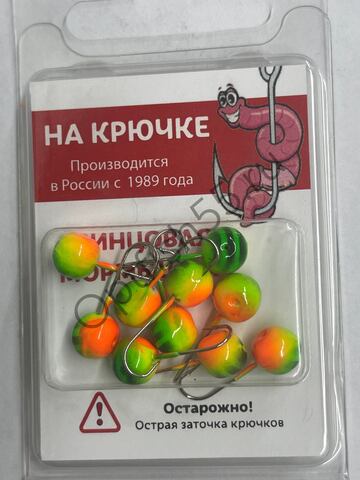 НА КРЮЧКЕ
Производится
в России с 1989 года
Осторожно!
Острая заточка крючков